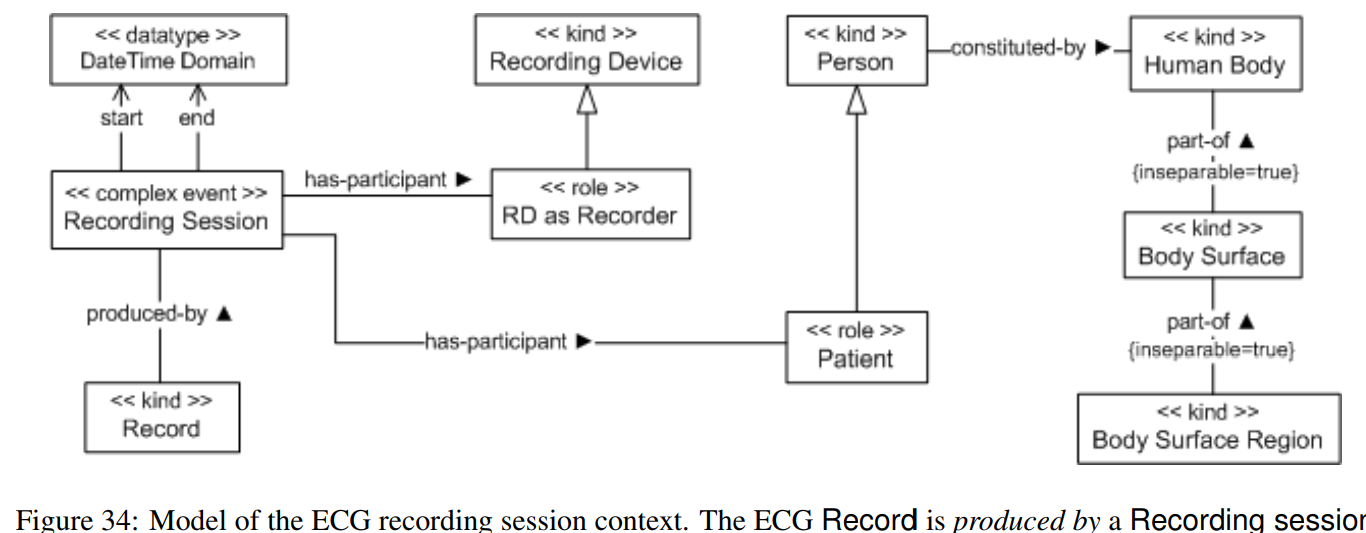 << datatype >>
DateTime Domain
<< kind >>
Recording Device
<< kind >>
Person
constituted-by ►
<< kind >>
Human Body
start
end
part-of ▲
{inseparable=true}
<< complex event >>
Recording Session
has-participant ►
<< role >>
RD as Recorder
<< kind >>
Body Surface
produced-by ▲
has-participant ►
<< role >>
Patient
part-of ▲
{inseparable=true}
<< kind >>
Record
<< kind >>
Body Surface Region
Figure 34: Model of the ECG recording session context. The ECG Record is produced by a Recording session